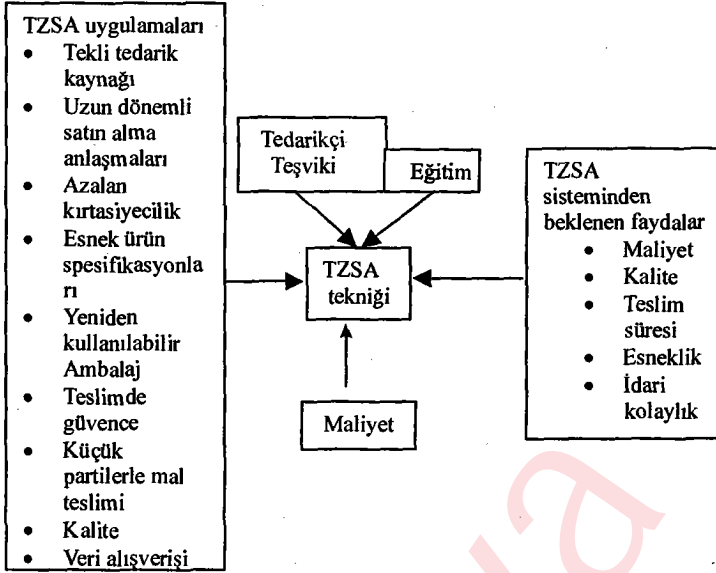 TZSA uygulamaları
• Tekli tedarik
kaynağı
• Uzun dönemli
satın alma
anlaşmaları
• Azalan
kırtasiyecilik
• Esnek ürün
spesifikasyonla
rı
• Yeniden
kullanılabilir
Ambalaj
• Teslimde
güvence
• Küçük
partilerle mal
teslimi
• Kalite
• Veri alışverişi
Tedarikçi
Teşviki
Eğitim
TZSA
tekniği
Maliyet
TZSA
sisteminden
beklenen faydalar
• Maliyet
• Kalite
• Teslim
süresi
• Esneklik
• İdari
kolaylık